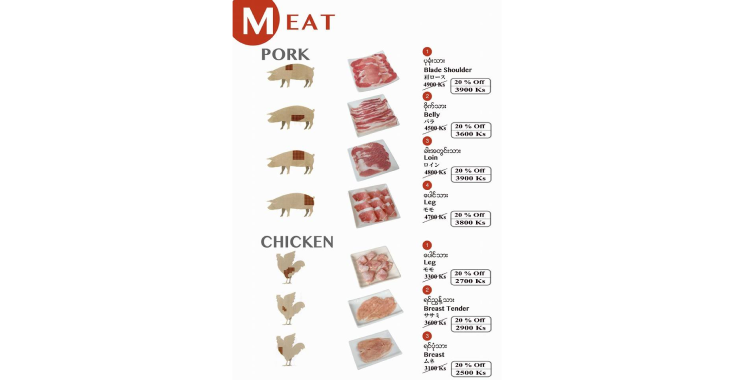 MEAT
PORK
1
ပုခုံးသား
Blade Shoulder
肩ロース
4900 Ks
20 % Off
3900 Ks
2
ဗိုက်သား
Belly
バラ
4500 Ks
20 % Off
3600 Ks
3
ခါးအတွင်းသား
Loin
ロイン
4800 Ks
20 % Off
3900 Ks
4
ပေါင်သား
Leg
モモ
4700 Ks
20 % Off
3800 Ks
CHICKEN
1
ပေါင်သား
Leg
モモ
3300 Ks
20 % Off
2700 Ks
2
ရင်ညွန့်သား
Breast Tender
ササミ
3600 Ks
20 % Off
2900 Ks
3
ရင်ပုံသား
Breast
ムネ
3100 Ks
20 % Off
2500 Ks